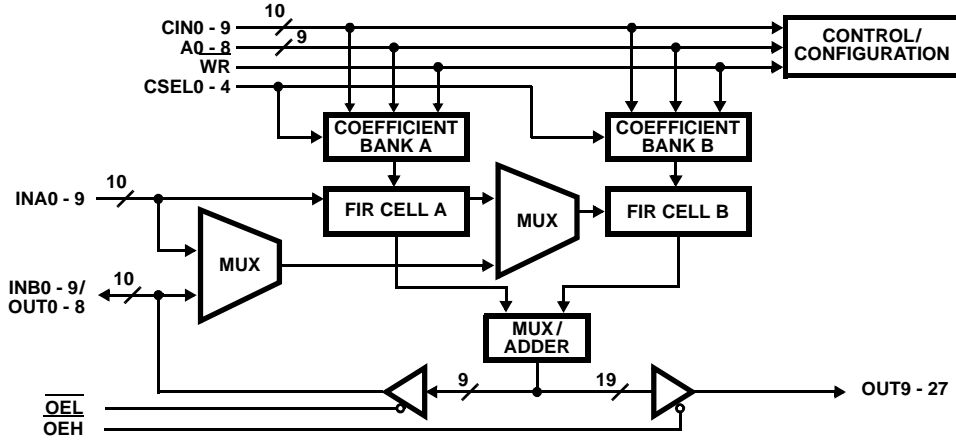 CIN0 - 9
10
A0 - 8
9
WR
CSEL0 - 4
CONTROL/
CONFIGURATION
COEFFICIENT
BANK A
COEFFICIENT
BANK B
INA0 - 9
10
FIR CELL A
MUX
FIR CELL B
MUX
INB0 - 9/
OUT0 - 8
10
MUX/
ADDER
9
19
OUT9 - 27
OEL
OEH